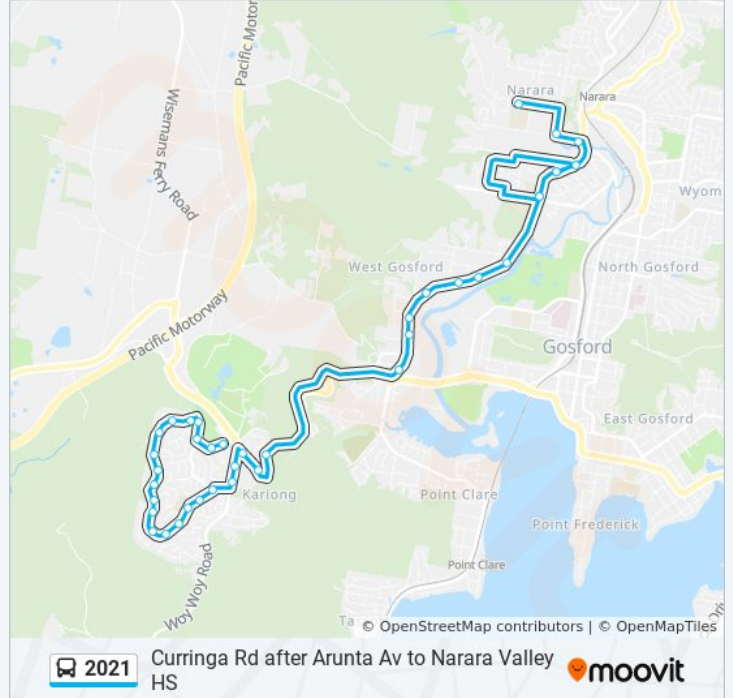 Pacific Motor
Narara
Narara
Wisemans Ferry Road
Wyom
West Gosford
North Gosford
Pacific Motorway
Gosford
East Gosford
Kariong
Point Clare
Point Frederick
Woy Woy Road
Point Clare
Ta
© OpenStreetMap contributors | © OpenMapTiles
2021
Curringa Rd after Arunta Av to Narara Valley
HS
moovit